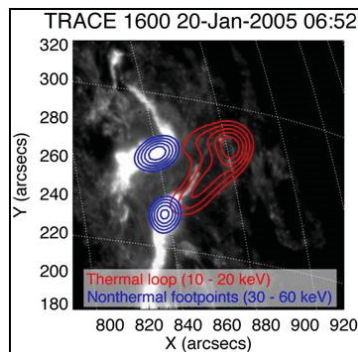 TRACE 1600 20-Jan-2005 06:52
320
300
280
260
240
220
200
180
Y (arcsecs)
Thermal loop (10 - 20 keV)
Nonthermal footpoints (30 - 60 keV)
800 820 840 860 880 900 920
X (arcsecs)